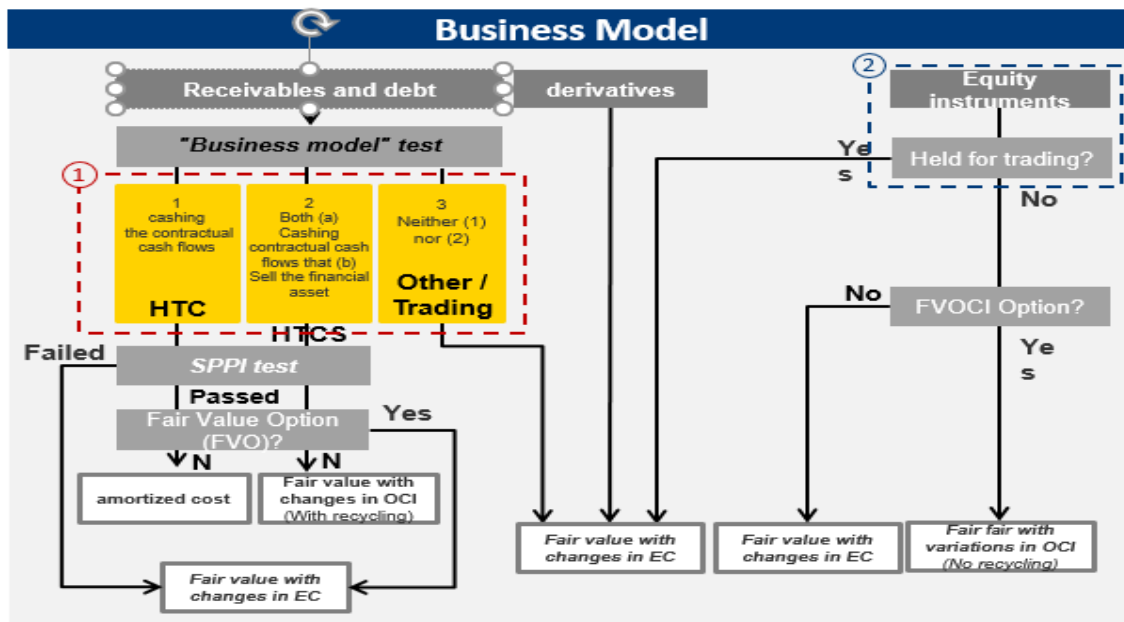 Business Model
Receivables and debt
derivatives
2
Equity
instruments
"Business model" test
Held for trading?
Ye
s
No
1
1
cashing
the contractual
cash flows
HTC
2
Both (a)
Cashing
contractual cash
flows that (b)
Sell the financial
asset
HTCS
3
Neither (1)
nor (2)
Other /
Trading
No
FVOCI Option?
Ye
s
Failed
SPPI test
Passed
Fair Value Option
(FVO)?
Yes
N
N
amortized cost
Fair value with
changes in OCI
(With recycling)
Fair value with
changes in EC
Fair value with
changes in EC
Fair fair with
variations in OCI
(No recycling)
Fair value with
changes in EC